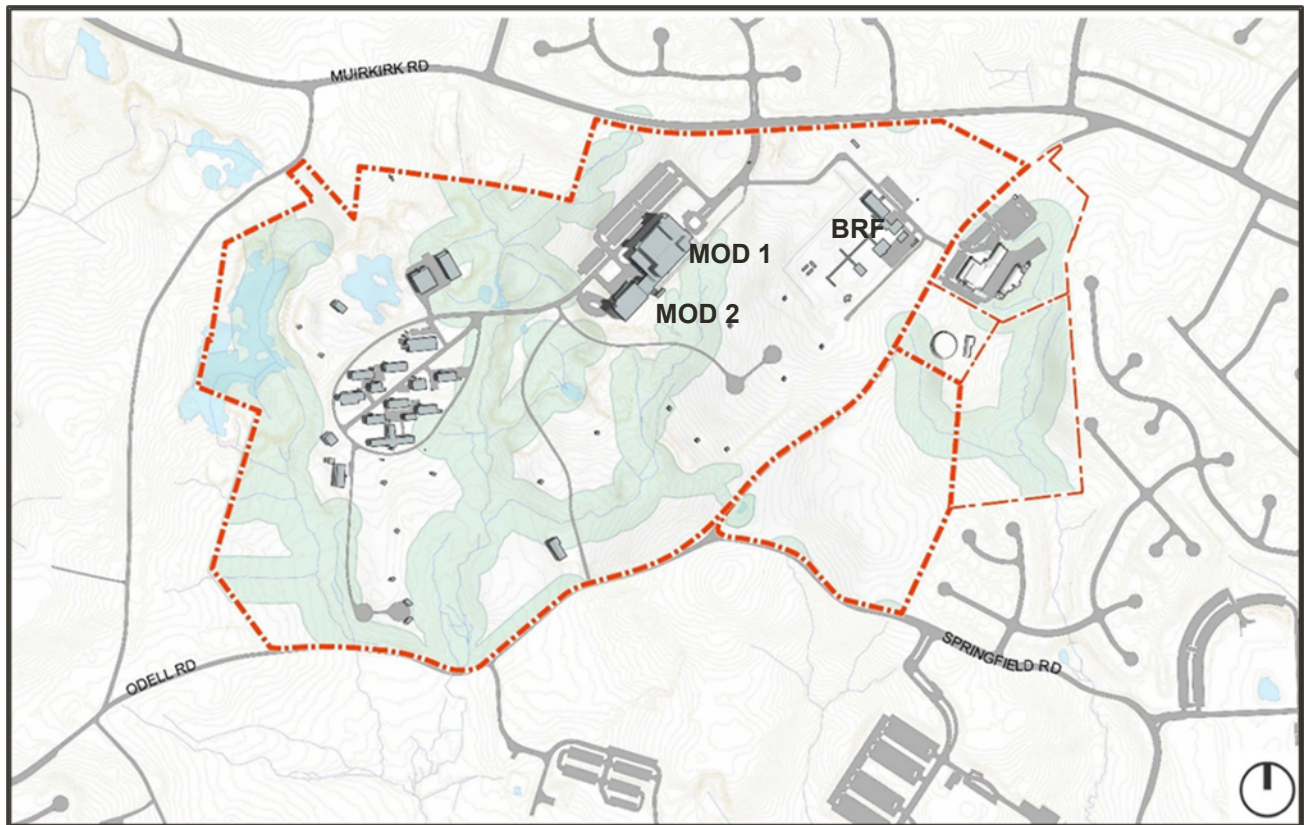 MUIRKIRK RD
BRF
MOD 1
MOD 2
SPRINGFIELD RD
ODELL RD